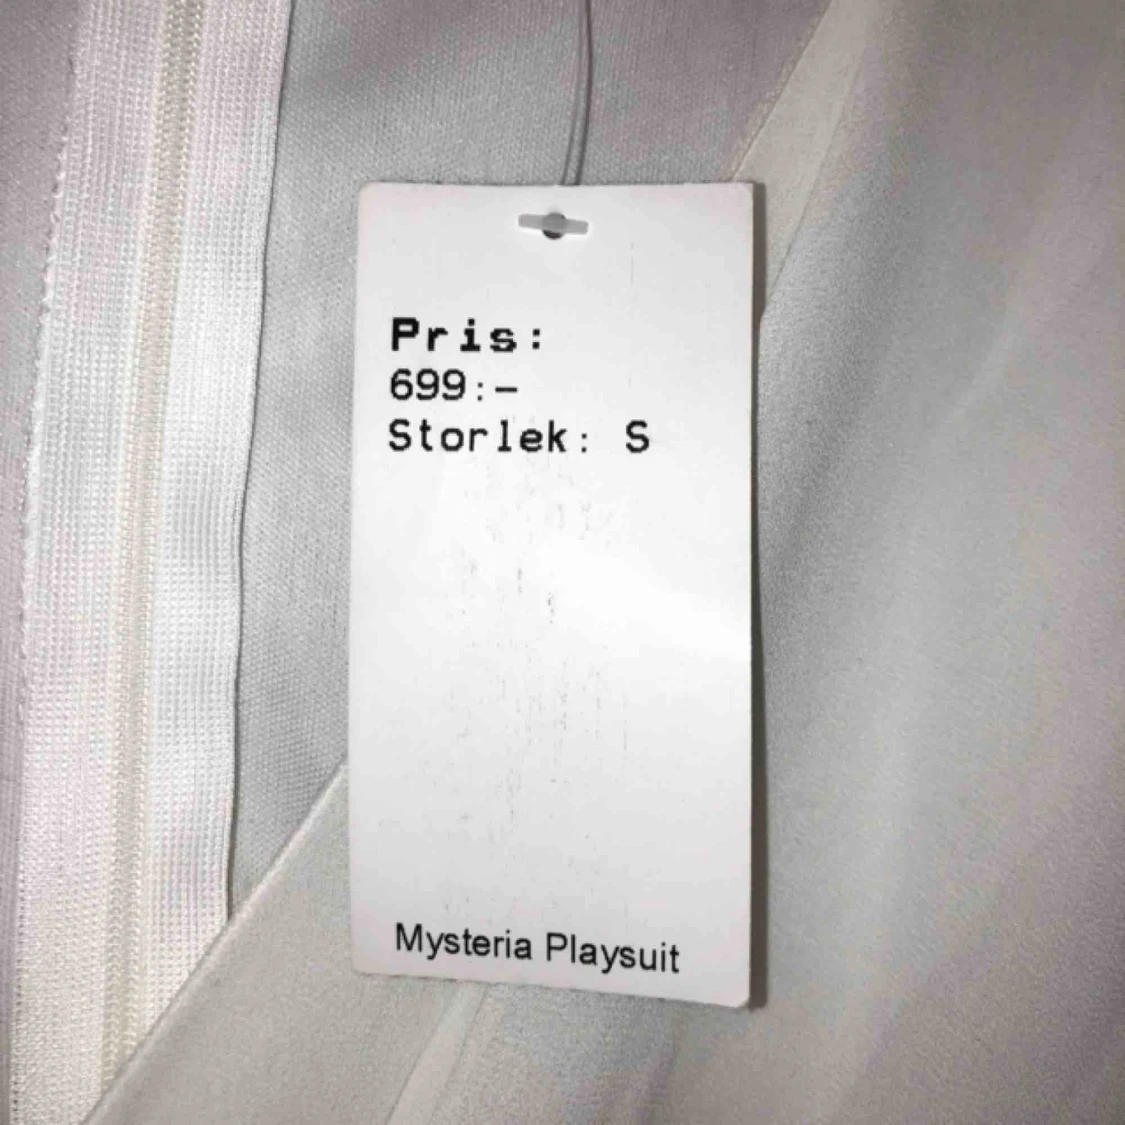 Pris:
699:-
Storlek: S
Mysteria Playsuit